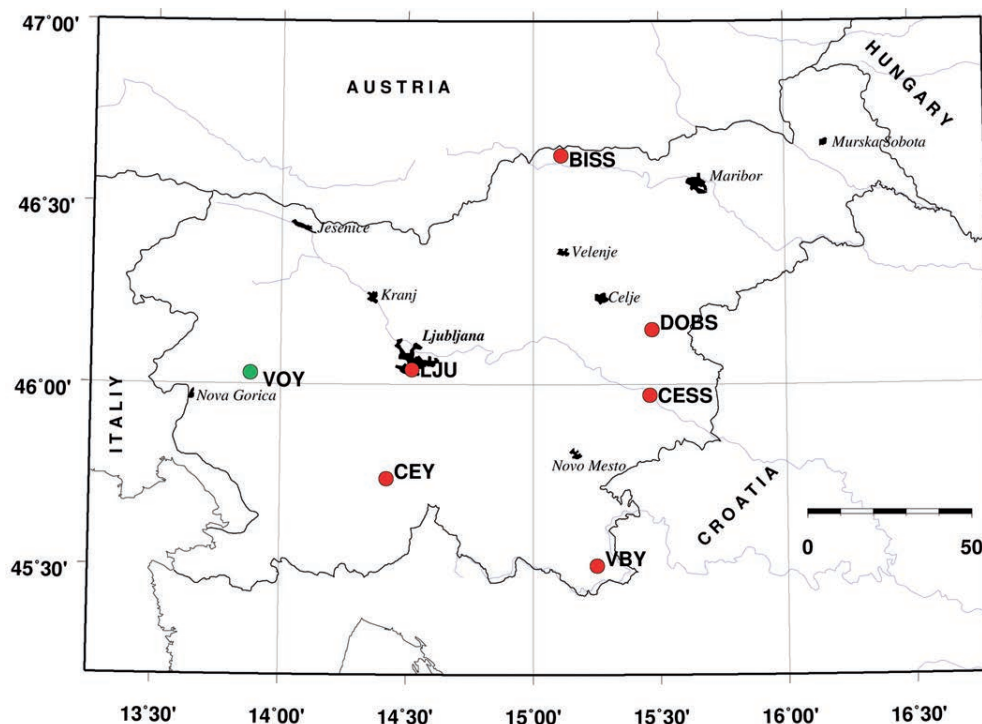 47°00'
AUSTRIA
HUNGARY
BISS
Murska Sobota
Maribor
46°30'
Jesenice
Velenje
Kranj
Celje
DOBS
Ljubljana
VOY
LJU
46°00'
Nova Gorica
CESS
ITALIY
Novo Mesto
CEY
CROATIA
0 50
45°30'
VBY
13°30' 14°00' 14°30' 15°00' 15°30' 16°00' 16°30'